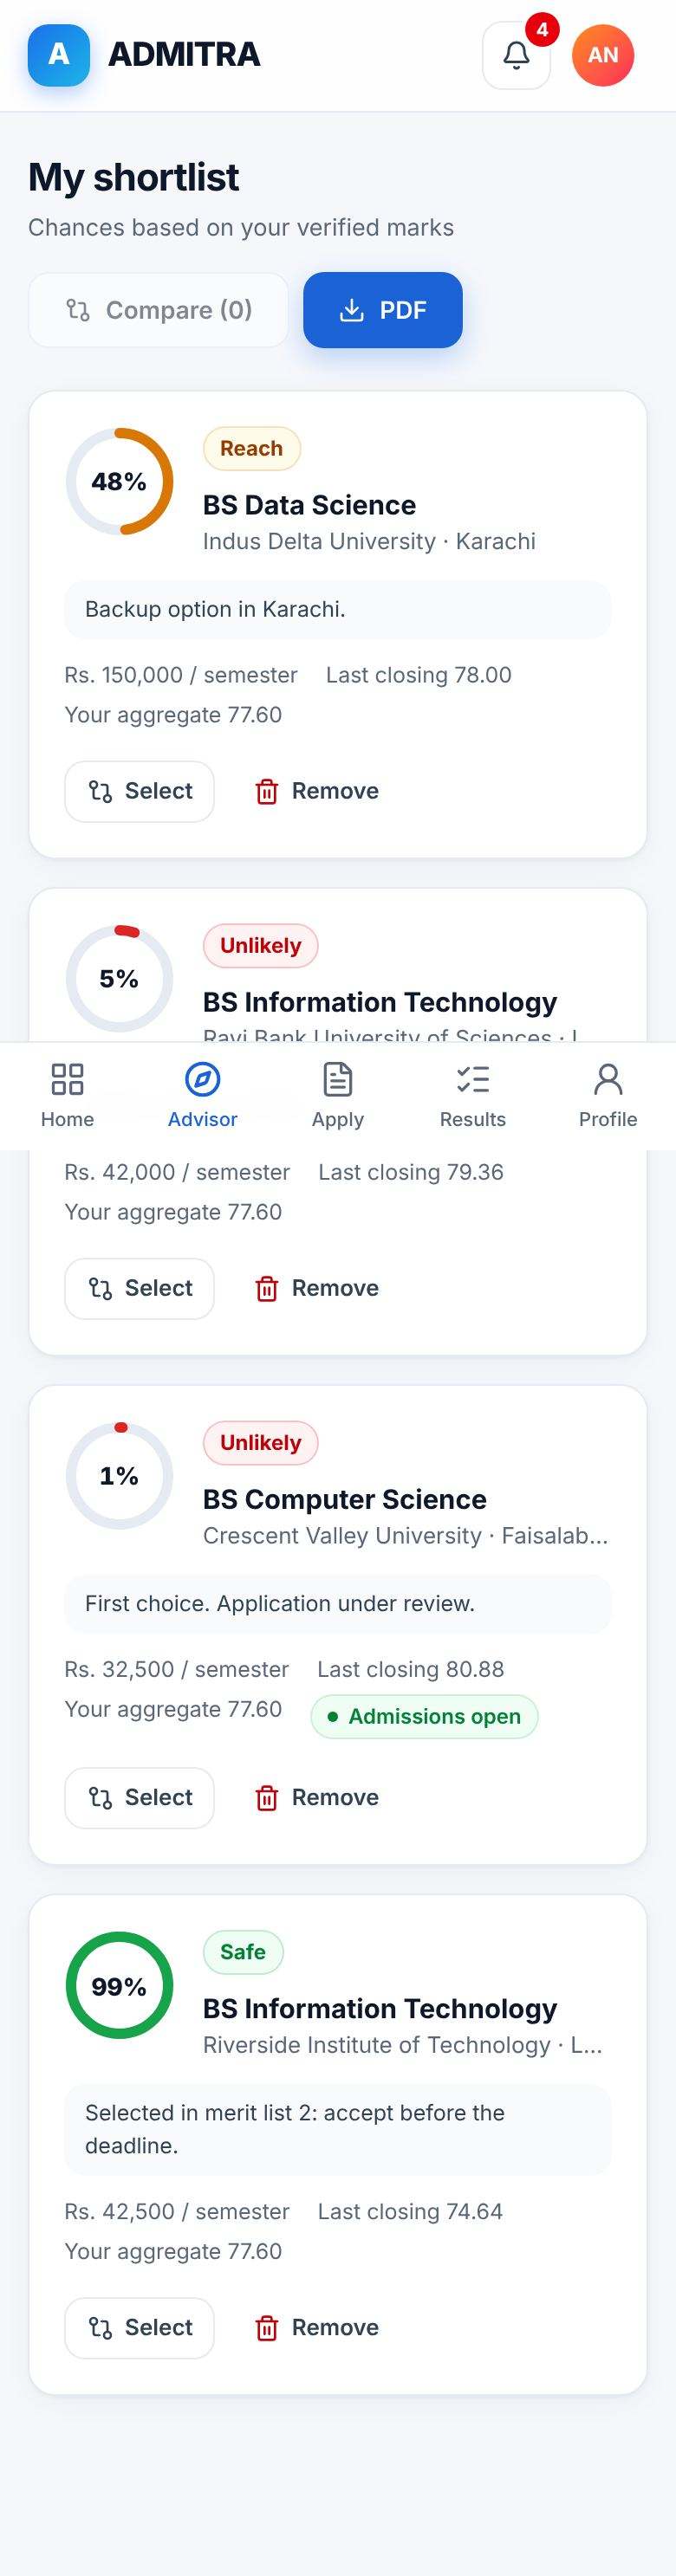 A ADMITRA 4 AN
My shortlist
Chances based on your verified marks
Compare (0) PDF
48% Reach
BS Data Science
Indus Delta University · Karachi
Backup option in Karachi.
Rs. 150,000 / semester Last closing 78.00
Your aggregate 77.60
Select Remove
5% Unlikely
BS Information Technology
Ravi Bank University of Sciences · L...
Home Advisor Apply Results Profile
Rs. 42,000 / semester Last closing 79.36
Your aggregate 77.60
Select Remove
1% Unlikely
BS Computer Science
Crescent Valley University · Faisalab...
First choice. Application under review.
Rs. 32,500 / semester Last closing 80.88
Your aggregate 77.60 Admissions open
Select Remove
99% Safe
BS Information Technology
Riverside Institute of Technology · L...
Selected in merit list 2: accept before the
deadline.
Rs. 42,500 / semester Last closing 74.64
Your aggregate 77.60
Select Remove